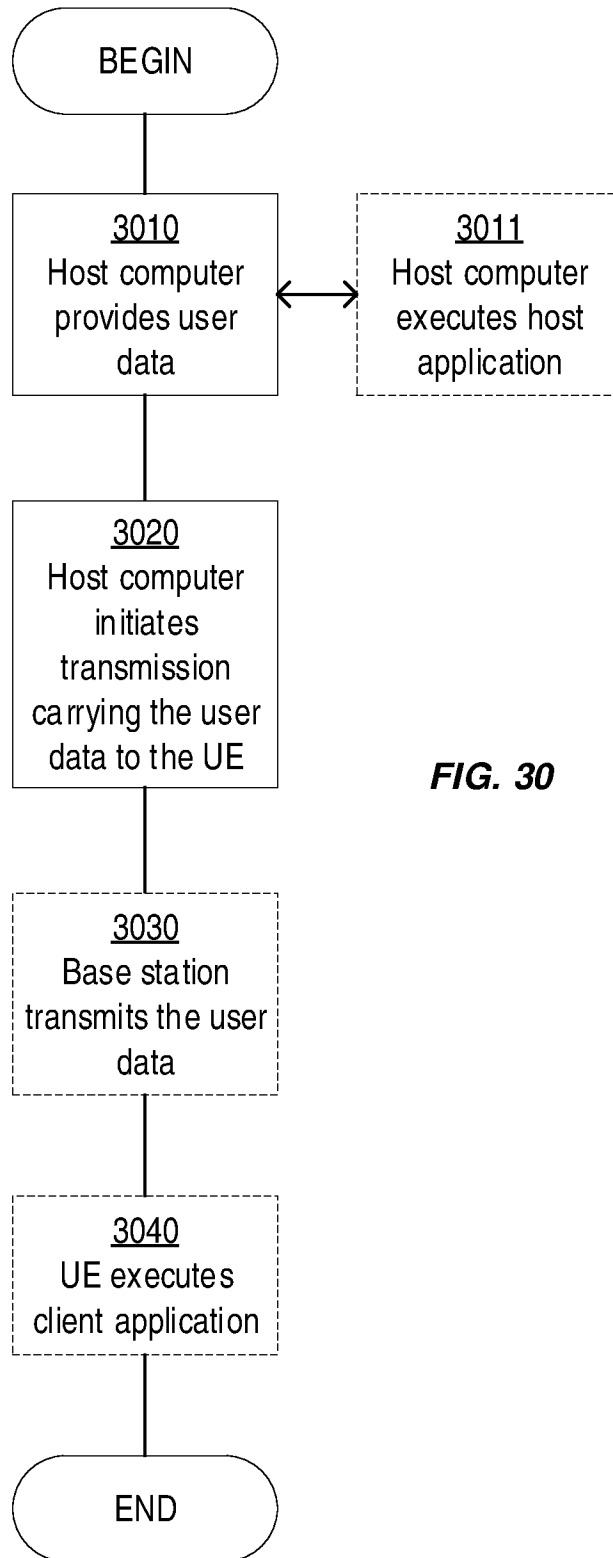 BEGIN
3010
Host computer
provides user
data
3011
Host computer
executes host
application
3020
Host computer
initiates
transmission
carrying the user
data to the UE
FIG. 30
3030
Base station
transmits the user
data
3040
UE executes
client application
END